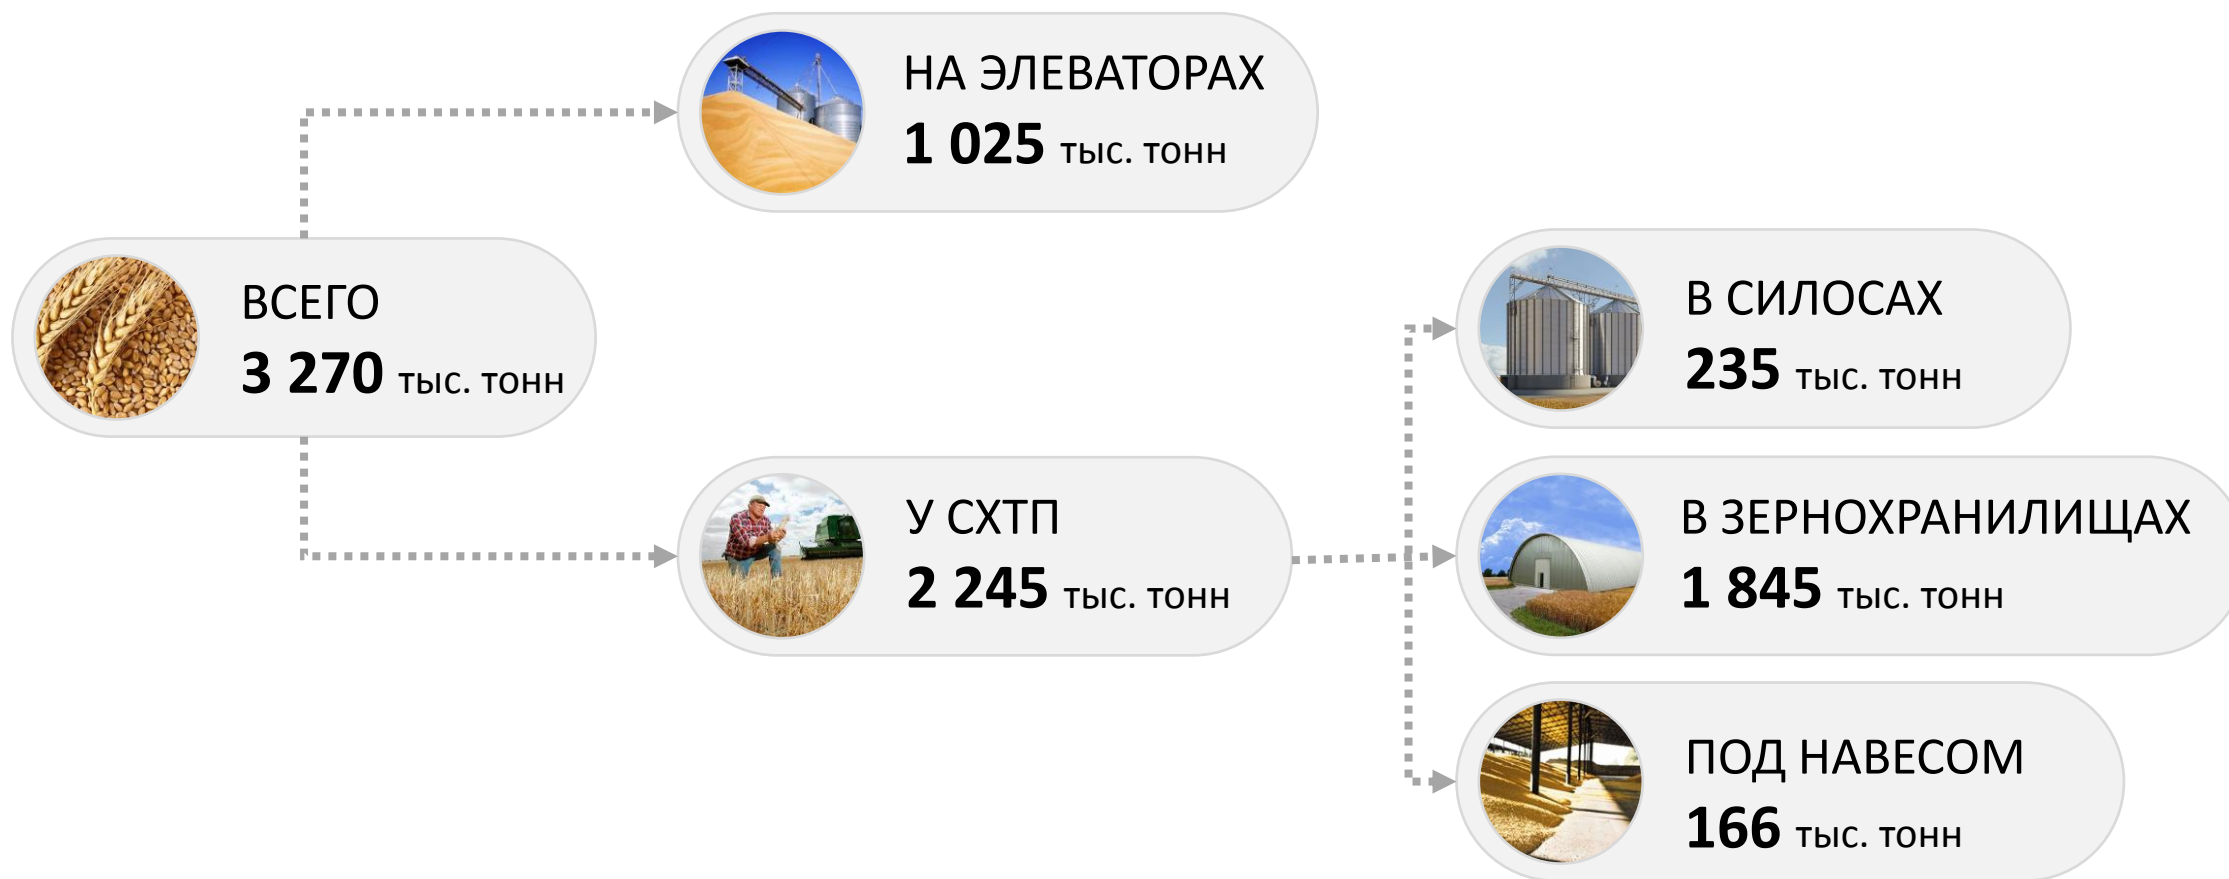 НА ЭЛЕВАТОРАХ
1 025 тыс. тонн
ВСЕГО
3 270 тыс. тонн
У СХТП
2 245 тыс. тонн
В СИЛОСАХ
235 тыс. тонн
В ЗЕРНОХРАНИЛИЩАХ
1 845 тыс. тонн
ПОД НАВЕСОМ
166 тыс. тонн